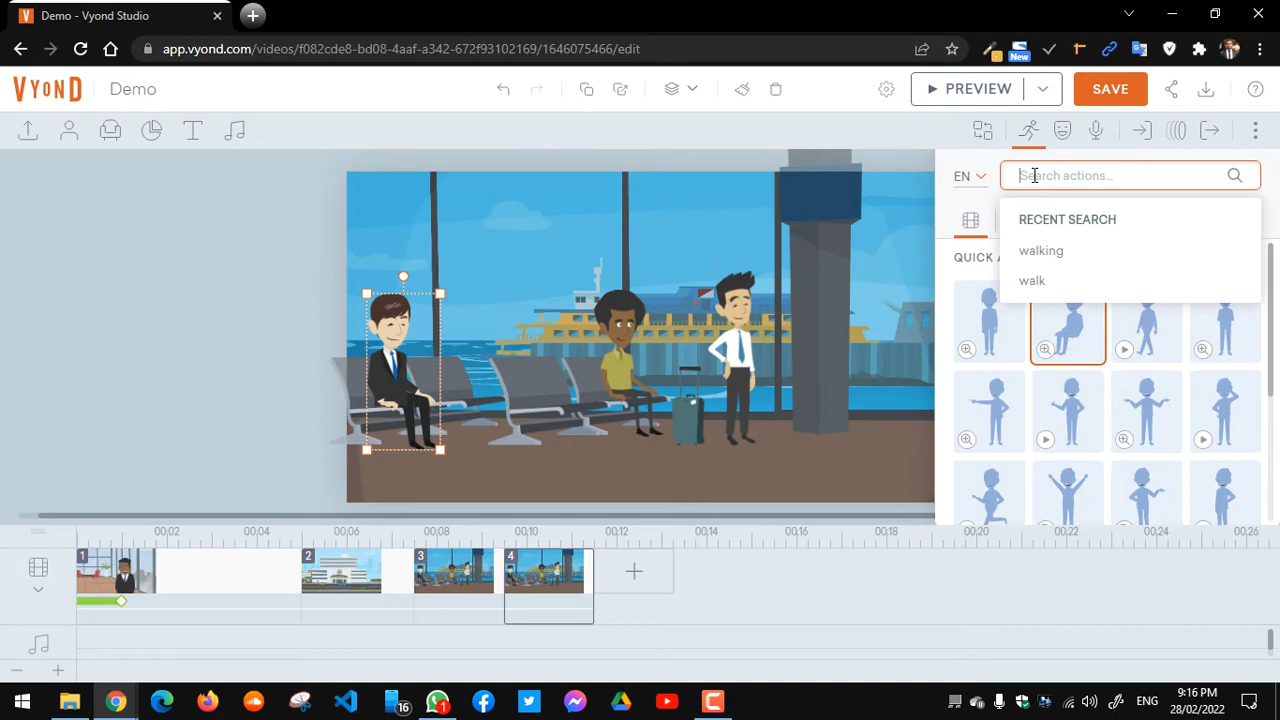 Demo - Vyond Studio
app.vyond.com/videos/f082cde8-bd08-4aaf-a342-672f93102169/1646075466/edit
New
VYOND
Demo
PREVIEW
SAVE
EN
Search actions...
RECENT SEARCH
walking
walk
QUICK A
00:02 00:04 00:06 00:08 00:10 00:12 00:14 00:16 00:18 00:20 00:22 00:24 00:26
1 2 3 4
16
1
ENG
9:16 PM
28/02/2022